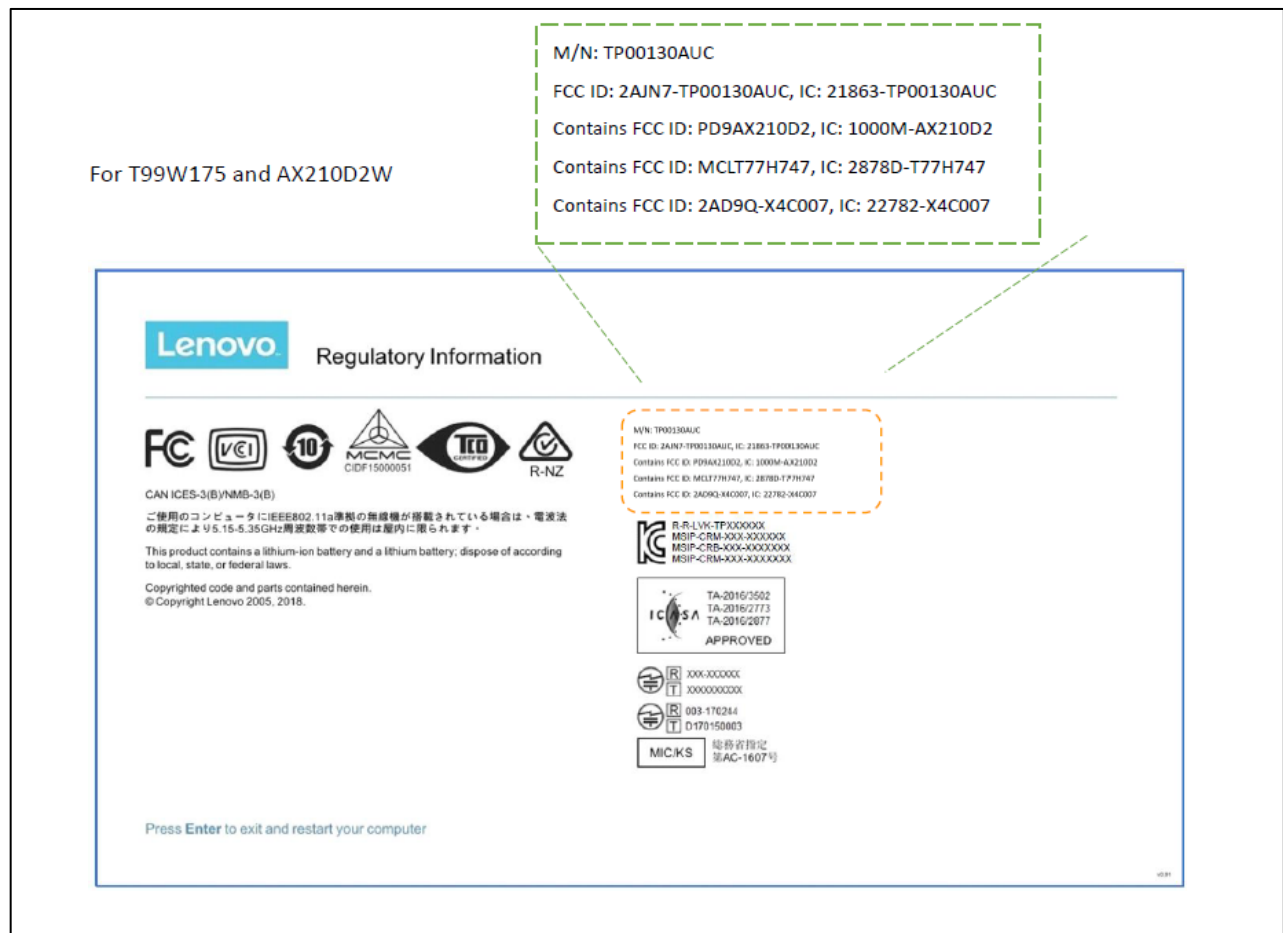 M/N: TP00130AUC
FCC ID: 2AJN7-TP00130AUC, IC: 21863-TP00130AUC
Contains FCC ID: PD9AX210D2, IC: 1000M-AX210D2
Contains FCC ID: MCLT77H747, IC: 2878D-T77H747
Contains FCC ID: 2AD9Q-X4C007, IC: 22782-X4C007
For T99W175 and AX210D2W
Lenovo.
Regulatory Information
FC
VCI
10
MCMC
CIDF15000051
TCO
CERTIFIED
R-NZ
CAN ICES-3(B)/NMB-3(B)
ご使用のコンピュータにIEEE802.11a準拠の無線機が搭載されている場合は、電波法
の規定により5.15-5.35GHz周波数帯での使用は屋内に限られます。
This product contains a lithium-ion battery and a lithium battery; dispose of according
to local, state, or federal laws.
Copyrighted code and parts contained herein.
© Copyright Lenovo 2005, 2018.
M/N: TP00130AUC
FCC ID: 2AJN7-TP00130AUC, IC: 21863-TP00130AUC
Contains FCC ID: PD9AX210D2, IC: 1000M-AX210D2
Contains FCC ID: MCLT77H747, IC: 2878D-T77H747
Contains FCC ID: 2AD9Q-X4C007, IC: 22782-X4C007
R-R-LVK-TPXXXXXX
MSIP-CRM-XXX-XXXXXX
MSIP-CRB-XXX-XXXXXXX
MSIP-CRM-XXX-XXXXXXX
ICASA
TA-2016/3502
TA-2016/2773
TA-2016/2877
APPROVED
R XXX-XXXXXX
T XXXXXXXXXX
R 003-170244
T D170150003
MIC/KS
総務省指定
第AC-1607号
Press Enter to exit and restart your computer